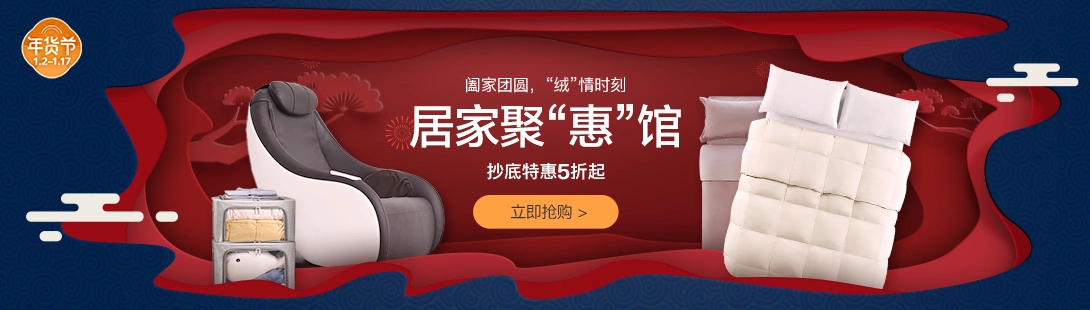 年货节
1.2-1.17
阖家团圆，“绒”情时刻
居家聚“惠”馆
抄底特惠5折起
立即抢购 >